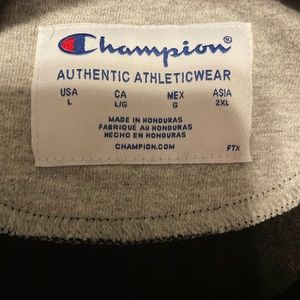 Champion®
AUTHENTIC ATHLETICWEAR
USA CA MEX ASIA
L L/G G 2XL
MADE IN HONDURAS
FABRIQUÉ AU HONDURAS
HECHO EN HONDURAS
CHAMPION.COM FTX